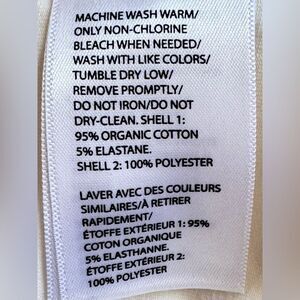 MACHINE WASH WARM/
ONLY NON-CHLORINE
BLEACH WHEN NEEDED/
WASH WITH LIKE COLORS/
TUMBLE DRY LOW/
REMOVE PROMPTLY/
DO NOT IRON/DO NOT
DRY-CLEAN. SHELL 1:
95% ORGANIC COTTON
5% ELASTANE.
SHELL 2: 100% POLYESTER
LAVER AVEC DES COULEURS
SIMILAIRES/À RETIRER
RAPIDEMENT/
ÉTOFFE EXTÉRIEUR 1: 95%
COTON ORGANIQUE
5% ELASTHANNE.
ÉTOFFE EXTÉRIEUR 2:
100% POLYESTER